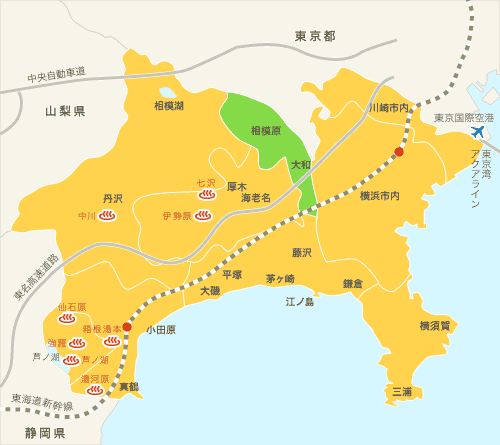 東京都
中央自動車道
山梨県
相模湖
川崎市内
東京国際空港
相模原
大和
東京湾
アクアライン
七沢
厚木
海老名
丹沢
横浜市内
中川
伊勢原
東名高速道路
藤沢
平塚
茅ヶ崎
鎌倉
大磯
江ノ島
仙石原
箱根湯本
小田原
横須賀
強羅
芦ノ湖
芦ノ湖
湯河原
真鶴
三浦
東海道新幹線
静岡県